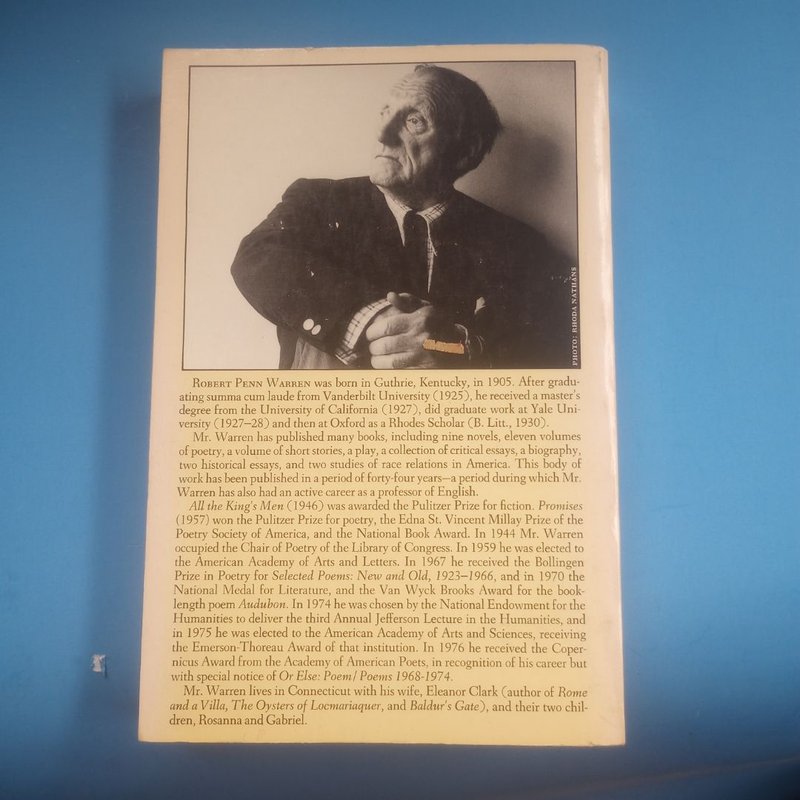 PHOTO: RHODA NATHANS
ROBERT PENN WARREN was born in Guthrie, Kentucky, in 1905. After gradu-
ating summa cum laude from Vanderbilt University (1925), he received a master's
degree from the University of California (1927), did graduate work at Yale Uni-
versity (1927–28) and then at Oxford as a Rhodes Scholar (B. Litt., 1930).
Mr. Warren has published many books, including nine novels, eleven volumes
of poetry, a volume of short stories, a play, a collection of critical essays, a biography,
two historical essays, and two studies of race relations in America. This body of
work has been published in a period of forty-four years—a period during which Mr.
Warren has also had an active career as a professor of English.
All the King's Men (1946) was awarded the Pulitzer Prize for fiction. Promises
(1957) won the Pulitzer Prize for poetry, the Edna St. Vincent Millay Prize of the
Poetry Society of America, and the National Book Award. In 1944 Mr. Warren
occupied the Chair of Poetry of the Library of Congress. In 1959 he was elected to
the American Academy of Arts and Letters. In 1967 he received the Bollingen
Prize in Poetry for Selected Poems: New and Old, 1923–1966, and in 1970 the
National Medal for Literature, and the Van Wyck Brooks Award for the book-
length poem Audubon. In 1974 he was chosen by the National Endowment for the
Humanities to deliver the third Annual Jefferson Lecture in the Humanities, and
in 1975 he was elected to the American Academy of Arts and Sciences, receiving
the Emerson-Thoreau Award of that institution. In 1976 he received the Coper-
nicus Award from the Academy of American Poets, in recognition of his career but
with special notice of Or Else: Poem/Poems 1968-1974.
Mr. Warren lives in Connecticut with his wife, Eleanor Clark (author of Rome
and a Villa, The Oysters of Locmariaquer, and Baldur's Gate), and their two chil-
dren, Rosanna and Gabriel.